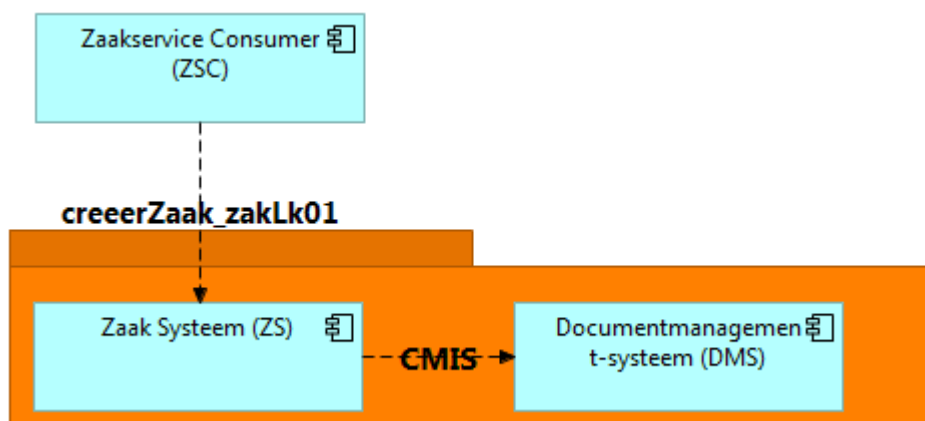 Zaakservice Consumer
(ZSC)
creeerZaak_zakLk01
Zaak Systeem (ZS)
CMIS
Documentmanagemen
t-systeem (DMS)